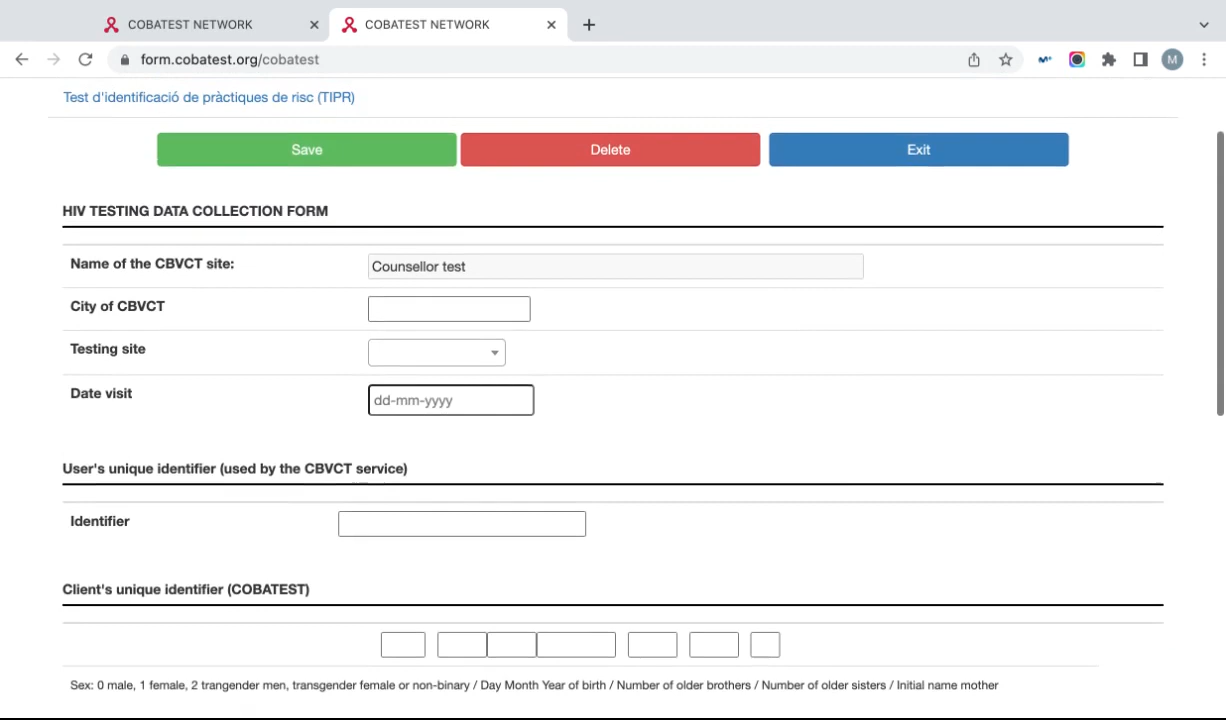 COBATEST NETWORK
COBATEST NETWORK
form.cobatest.org/cobatest
M
Test d'identificació de pràctiques de risc (TIPR)
Save Delete Exit
HIV TESTING DATA COLLECTION FORM
Name of the CBVCT site: Counsellor test
City of CBVCT
Testing site
Date visit dd-mm-yyyy
User's unique identifier (used by the CBVCT service)
Identifier
Client's unique identifier (COBATEST)
Sex: 0 male, 1 female, 2 trangender men, transgender female or non-binary / Day Month Year of birth / Number of older brothers / Number of older sisters / Initial name mother